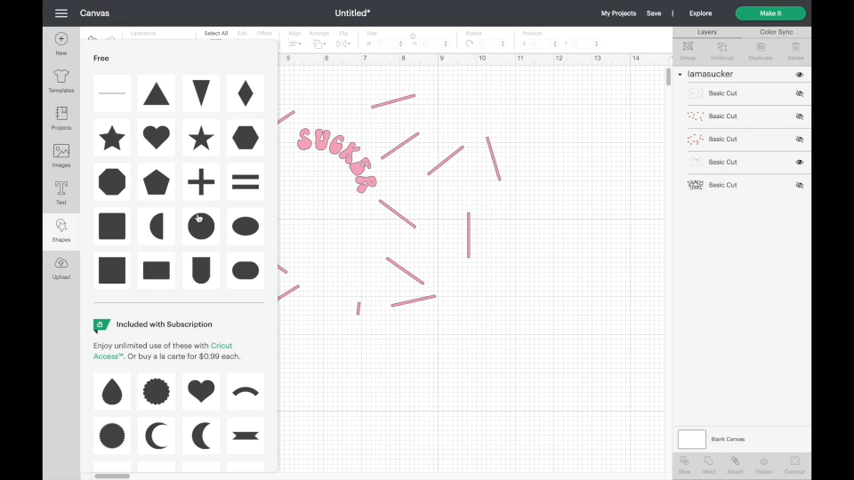 Canvas
Untitled*
My Projects Save | Explore Make It
New
Templates
Projects
Images
Text
Shapes
Upload
Operation
Select All Edit Offset
Align Arrange Flip
Size
W H
Rotate
Position
X Y
Free
Included with Subscription
Enjoy unlimited use of these with Cricut
Access™. Or buy a la carte for $0.99 each.
5 6 7 8 9 10 11 12 13 14
SUCKER
Layers Color Sync
Group UnGroup Duplicate Delete
Iamasucker
Basic Cut
Basic Cut
Basic Cut
Basic Cut
Basic Cut
Blank Canvas
Slice Weld Attach Flatten Contour